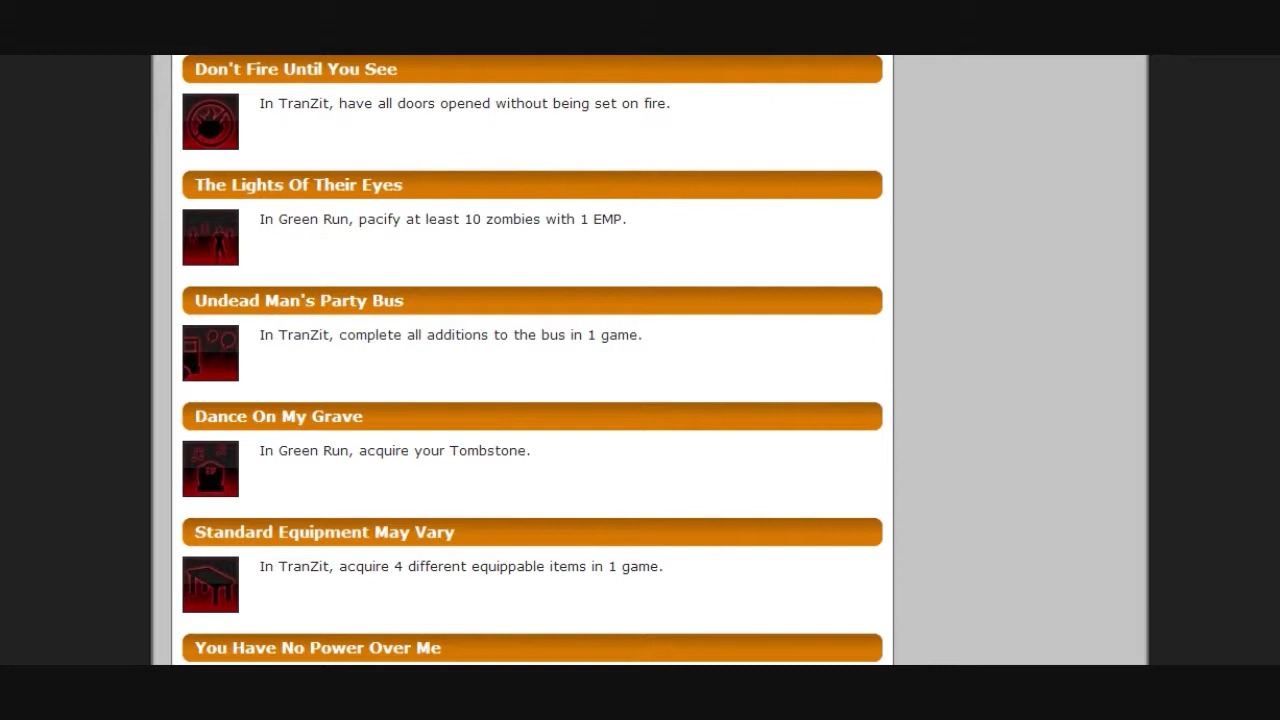 Don't Fire Until You See
In TranZit, have all doors opened without being set on fire.
The Lights Of Their Eyes
In Green Run, pacify at least 10 zombies with 1 EMP.
Undead Man's Party Bus
In TranZit, complete all additions to the bus in 1 game.
Dance On My Grave
In Green Run, acquire your Tombstone.
Standard Equipment May Vary
In TranZit, acquire 4 different equippable items in 1 game.
You Have No Power Over Me